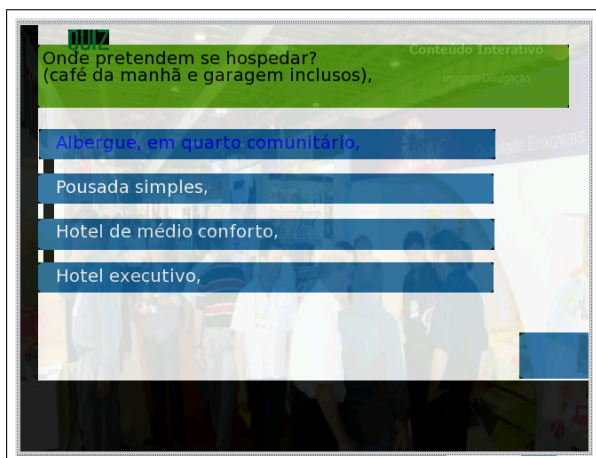 QUIZ
Conteúdo Interativo
Onde pretendem se hospedar?
(café da manhã e garagem inclusos),
Imagens Divulgação
Albergue, em quarto comunitário,
Pousada simples,
Hotel de médio conforto,
Hotel executivo,